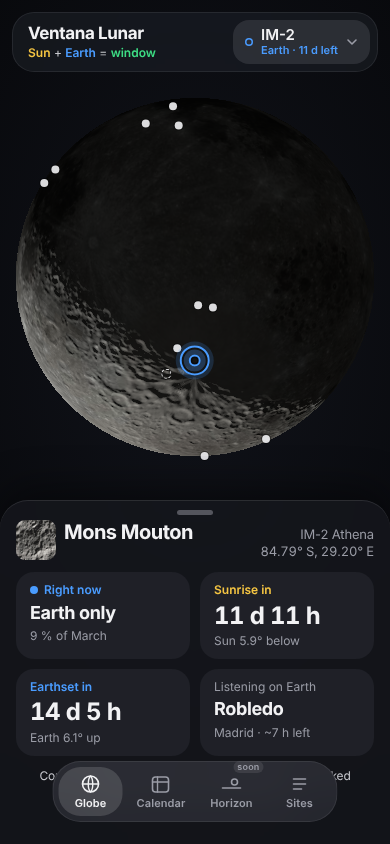 Ventana Lunar
Sun + Earth = window
IM-2
Earth · 11 d left
Mons Mouton
IM-2 Athena
84.79° S, 29.20° E
Right now
Earth only
9 % of March
Sunrise in
11 d 11 h
Sun 5.9° below
Earthset in
14 d 5 h
Earth 6.1° up
Listening on Earth
Robledo
Madrid · ~7 h left
soon
Globe
Calendar
Horizon
Sites